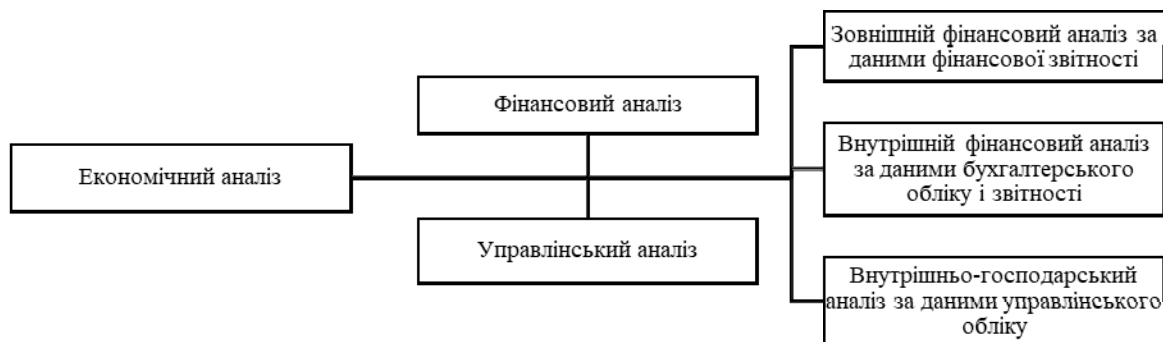 Економічний аналіз
Фінансовий аналіз
Управлінський аналіз
Зовнішній фінансовий аналіз за
даними фінансової звітності
Внутрішній фінансовий аналіз
за даними бухгалтерського
обліку і звітності
Внутрішньо-господарський
аналіз за даними управлінського
обліку